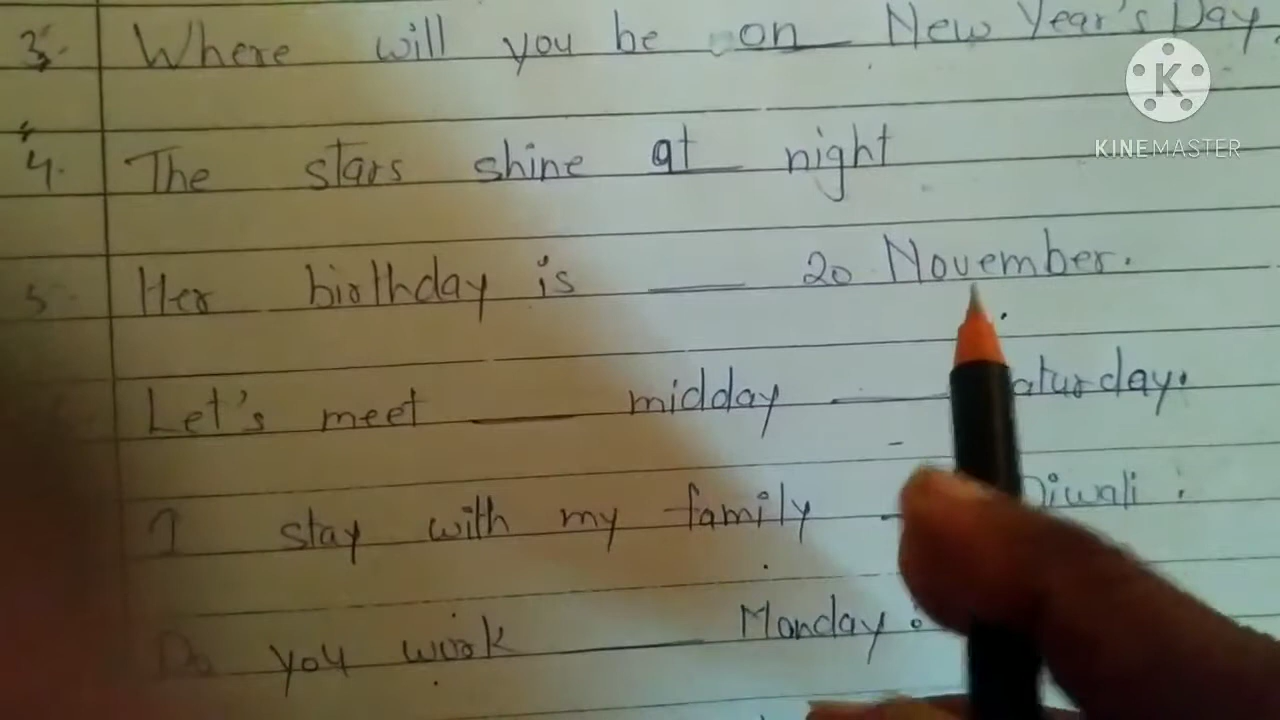 3. Where will you be on New Year's Day.
K
KINEMASTER
4. The stars shine at night
5. Her birthday is ___ 20 November.
Let's meet ___ midday ___ aturday.
I stay with my family ___ Diwali.
Do you work ___ Monday.